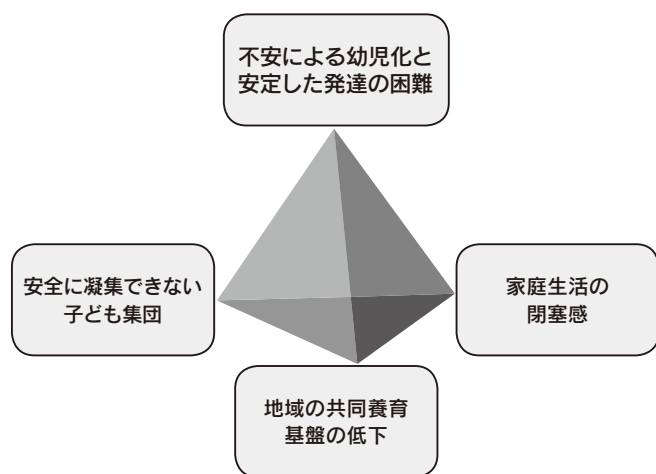 不安による幼児化と
安定した発達の困難
安全に凝集できない
子ども集団
家庭生活の
閉塞感
地域の共同養育
基盤の低下